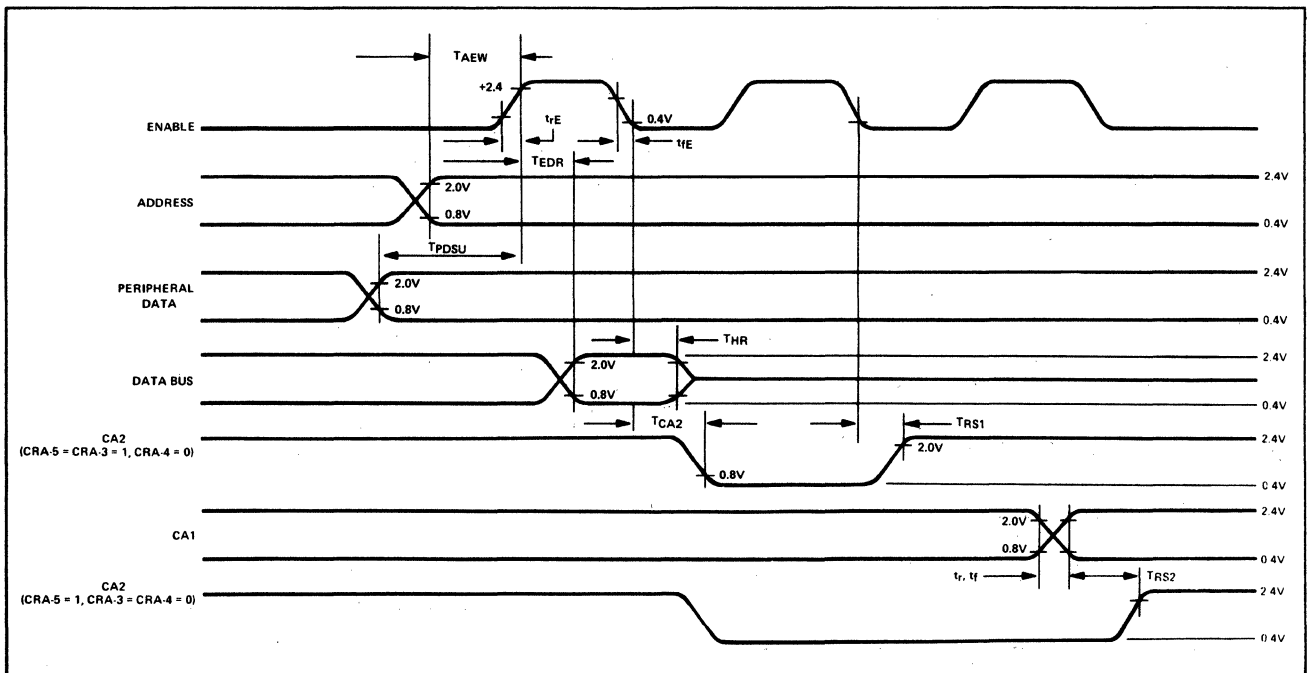 TAEW
+2.4
ENABLE
trE
0.4V
tfE
TEDR
ADDRESS
2.0V
0.8V
2.4V
0.4V
TPDSU
PERIPHERAL
DATA
2.0V
0.8V
2.4V
0.4V
THR
DATA BUS
2.0V
0.8V
2.4V
0.4V
TCA2
TRS1
CA2
(CRA-5 = CRA-3 = 1, CRA-4 = 0)
0.8V
2.0V
2.4V
0.4V
CA1
2.0V
0.8V
2.4V
0.4V
tr, tf
TRS2
CA2
(CRA-5 = 1, CRA-3 = CRA-4 = 0)
2.4V
0.4V